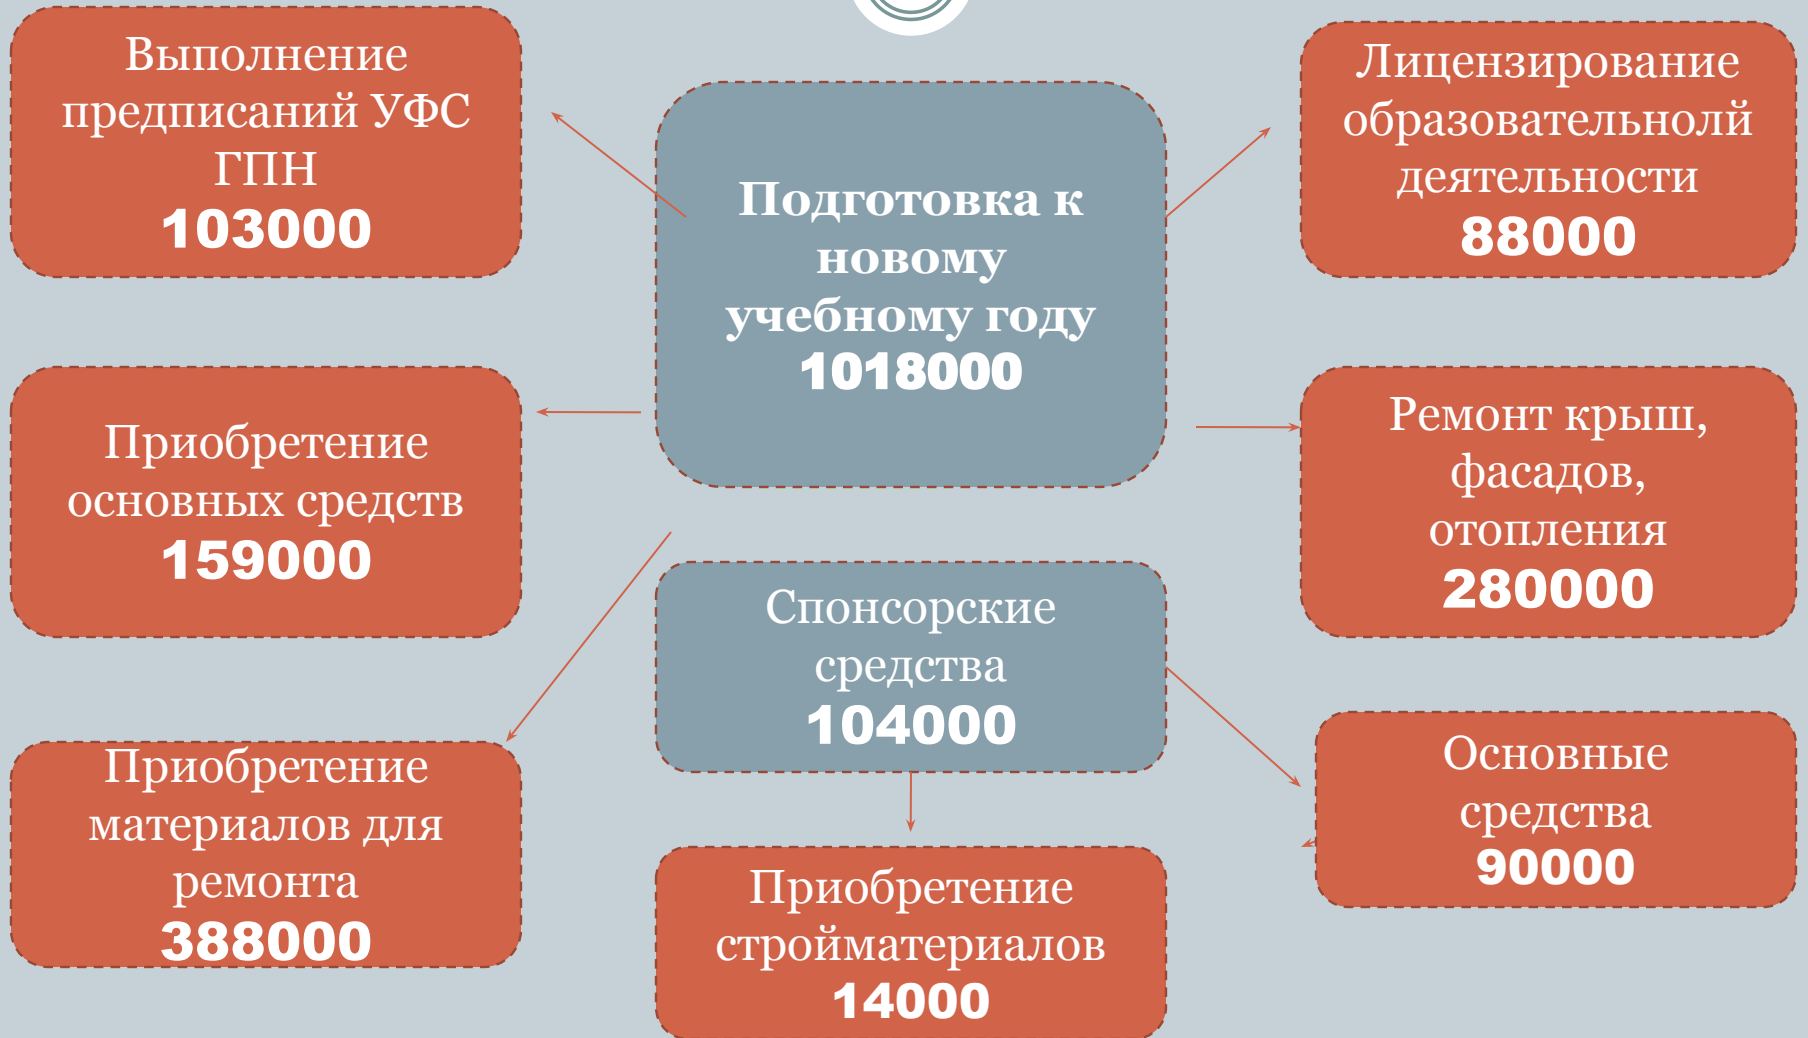 Выполнение
предписаний УФС
ГПН
103000
Подготовка к
новому
учебному году
1018000
Лицензирование
образовательнолй
деятельности
88000
Приобретение
основных средств
159000
Ремонт крыш,
фасадов,
отопления
280000
Спонсорские
средства
104000
Приобретение
материалов для
ремонта
388000
Основные
средства
90000
Приобретение
стройматериалов
14000